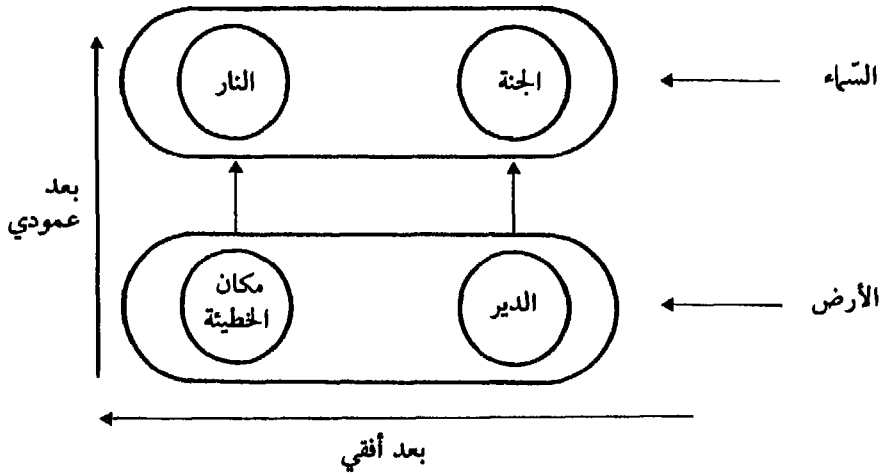 السّماء
الجنة
النار
بعد
عمودي
الأرض
الدير
مكان
الخطيئة
بعد أفقي